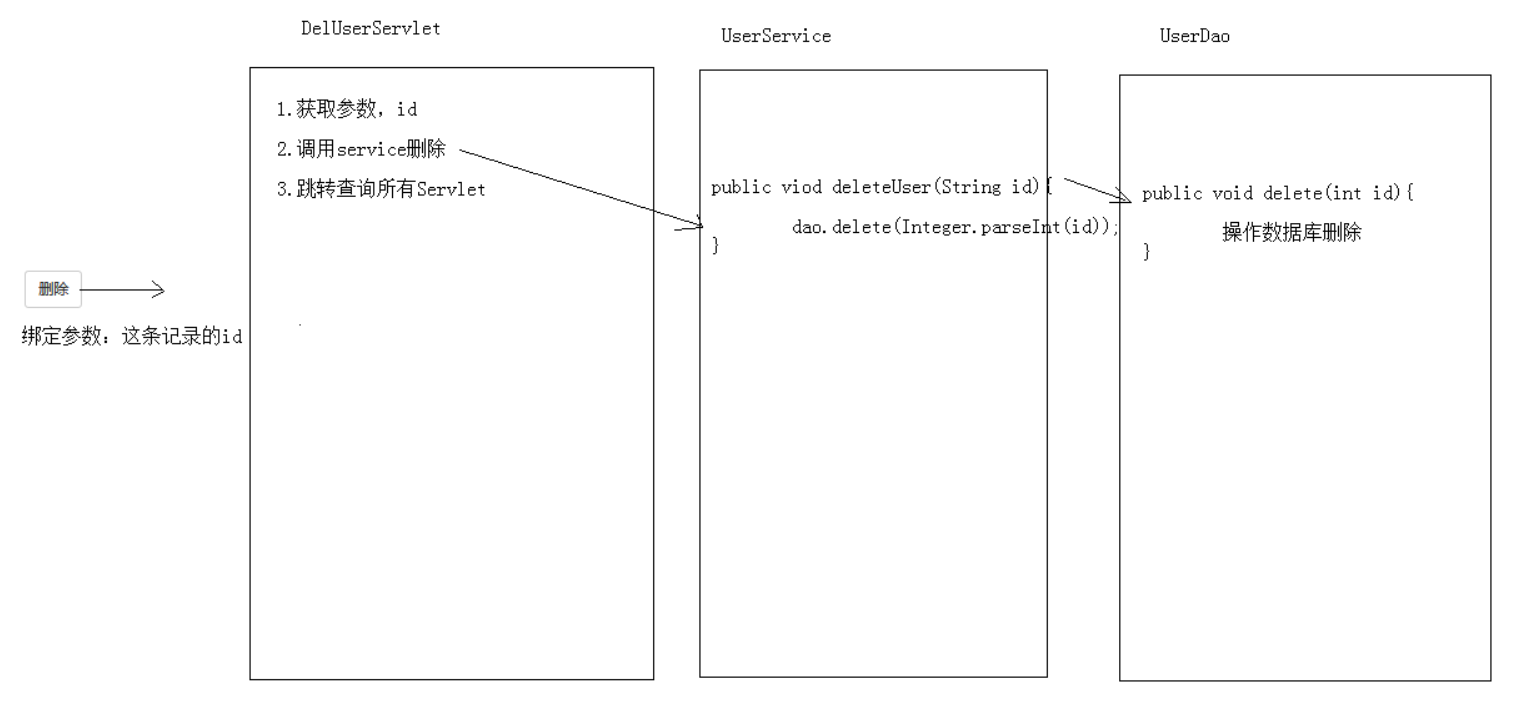 DelUserServlet
1.获取参数，id
2.调用service删除
3.跳转查询所有Servlet
删除
绑定参数：这条记录的id
UserService
public viod deleteUser(String id){
dao.delete(Integer.parseInt(id));
}
UserDao
public void delete(int id){
操作数据库删除
}